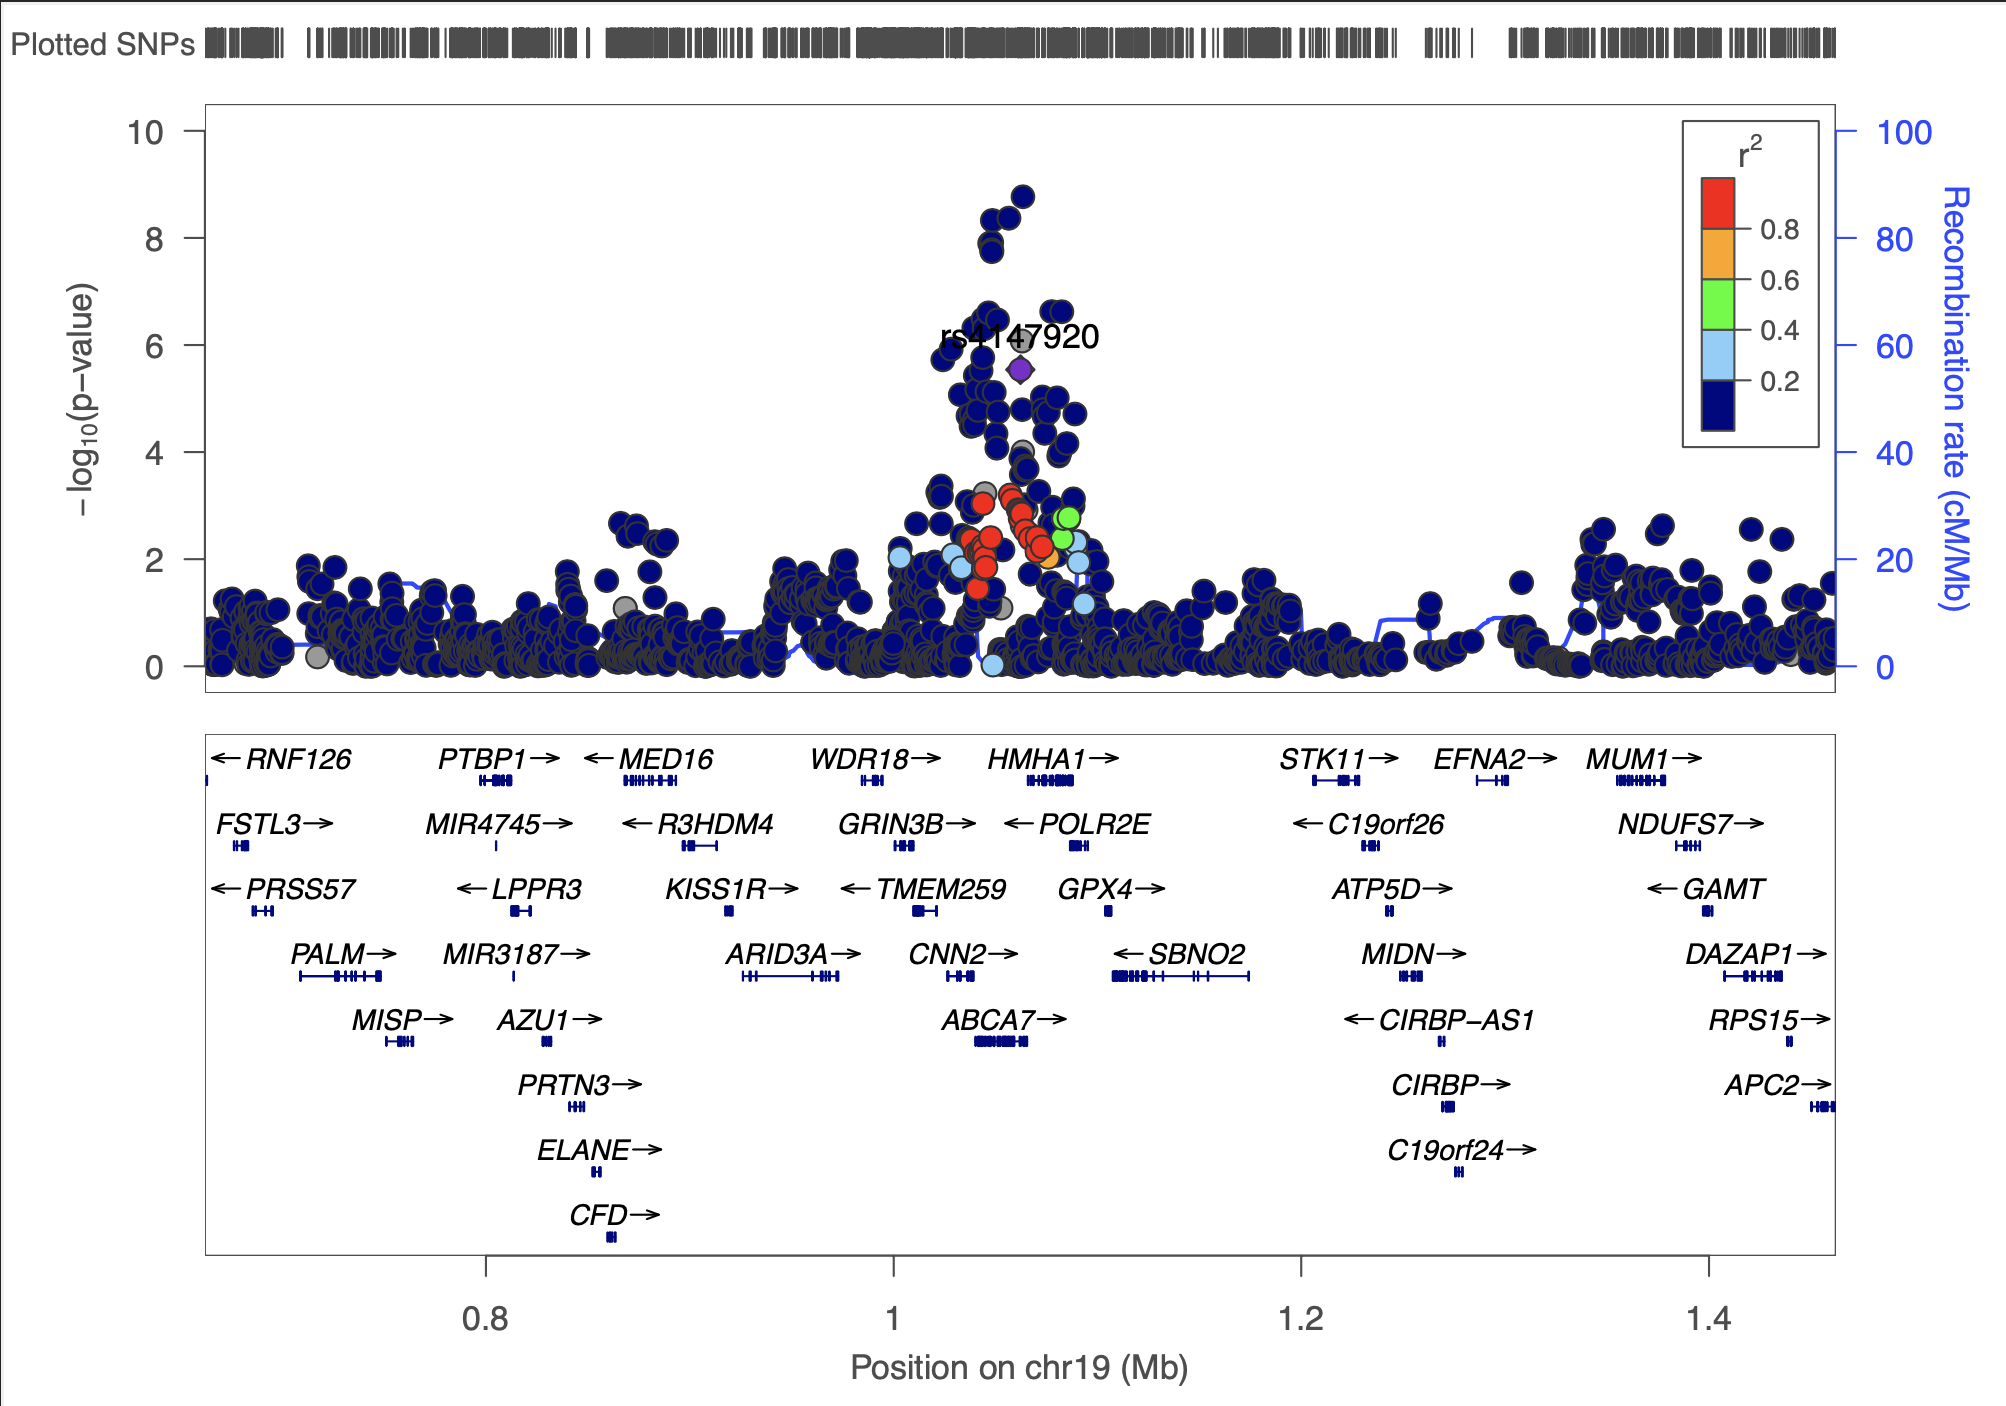 Plotted SNPs
10
8
6
4
2
0
−log10(p−value)
100
80
60
40
20
0
Recombination rate (cM/Mb)
r2
0.8
0.6
0.4
0.2
rs4147920
←RNF126 PTBP1→ ←MED16 WDR18→ HMHA1→ STK11→ EFNA2→ MUM1→
FSTL3→ MIR4745→ ←R3HDM4 GRIN3B→ ←POLR2E ←C19orf26 NDUFS7→
←PRSS57 ←LPPR3 KISS1R→ ←TMEM259 GPX4→ ATP5D→ ←GAMT
PALM→ MIR3187→ ARID3A→ CNN2→ ←SBNO2 MIDN→ DAZAP1→
MISP→ AZU1→ ABCA7→ ←CIRBP−AS1 RPS15→
PRTN3→ CIRBP→ APC2→
ELANE→ C19orf24→
CFD→
0.8 1 1.2 1.4
Position on chr19 (Mb)